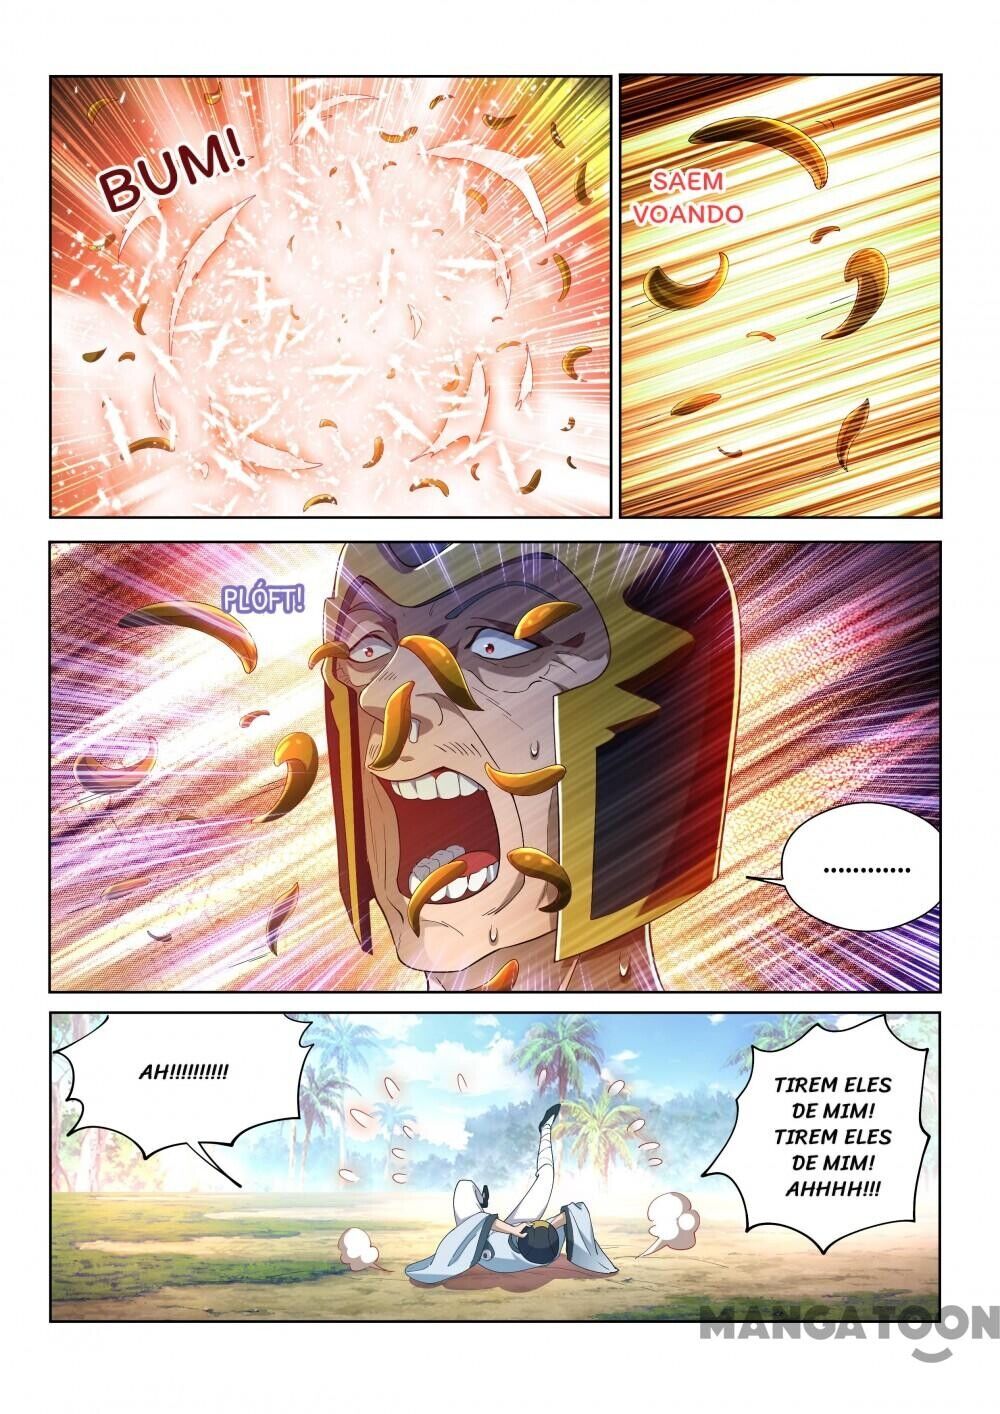 BUM!
SAEM
VOANDO
PLÓFT!
.............
AH!!!!!!!!!!
TIREM ELES
DE MIM!
TIREM ELES
DE MIM!
AHHHH!!!
MANGATOON